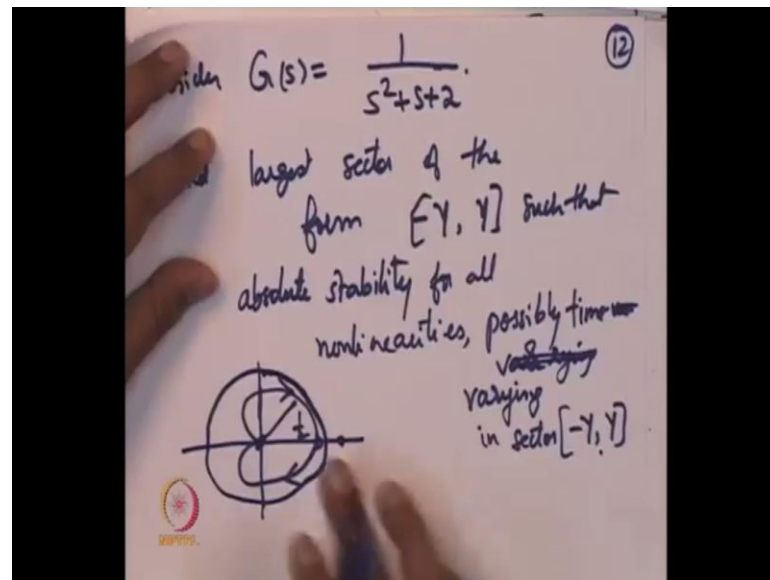 G(s) = 1 / (s²+s+2) .
12
largest sector of the
form [-γ, γ] such that
absolute stability for all
nonlinearities, possibly time
varying
in sector [-γ, γ]
1/2
NPTEL